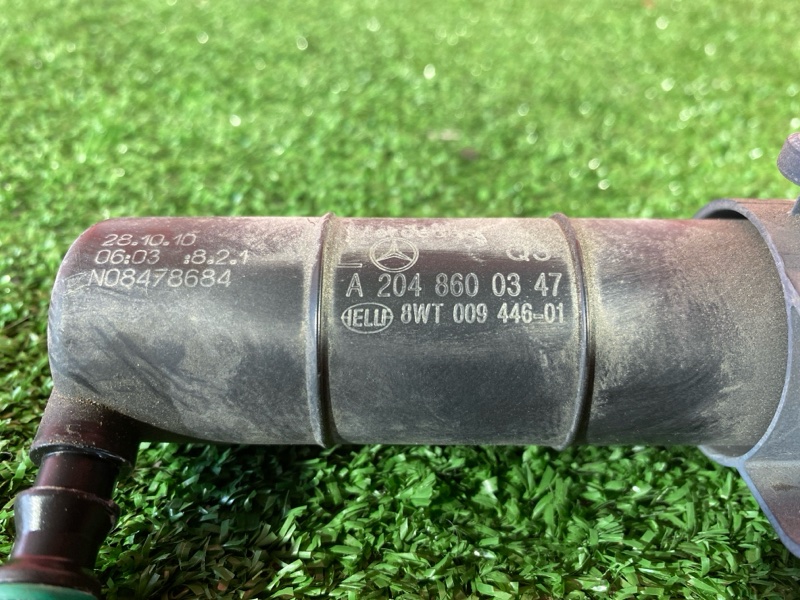 28.10.10
06:03 :8.2.1
N08478684
A 204 860 03 47
HELLA 8WT 009 446-01